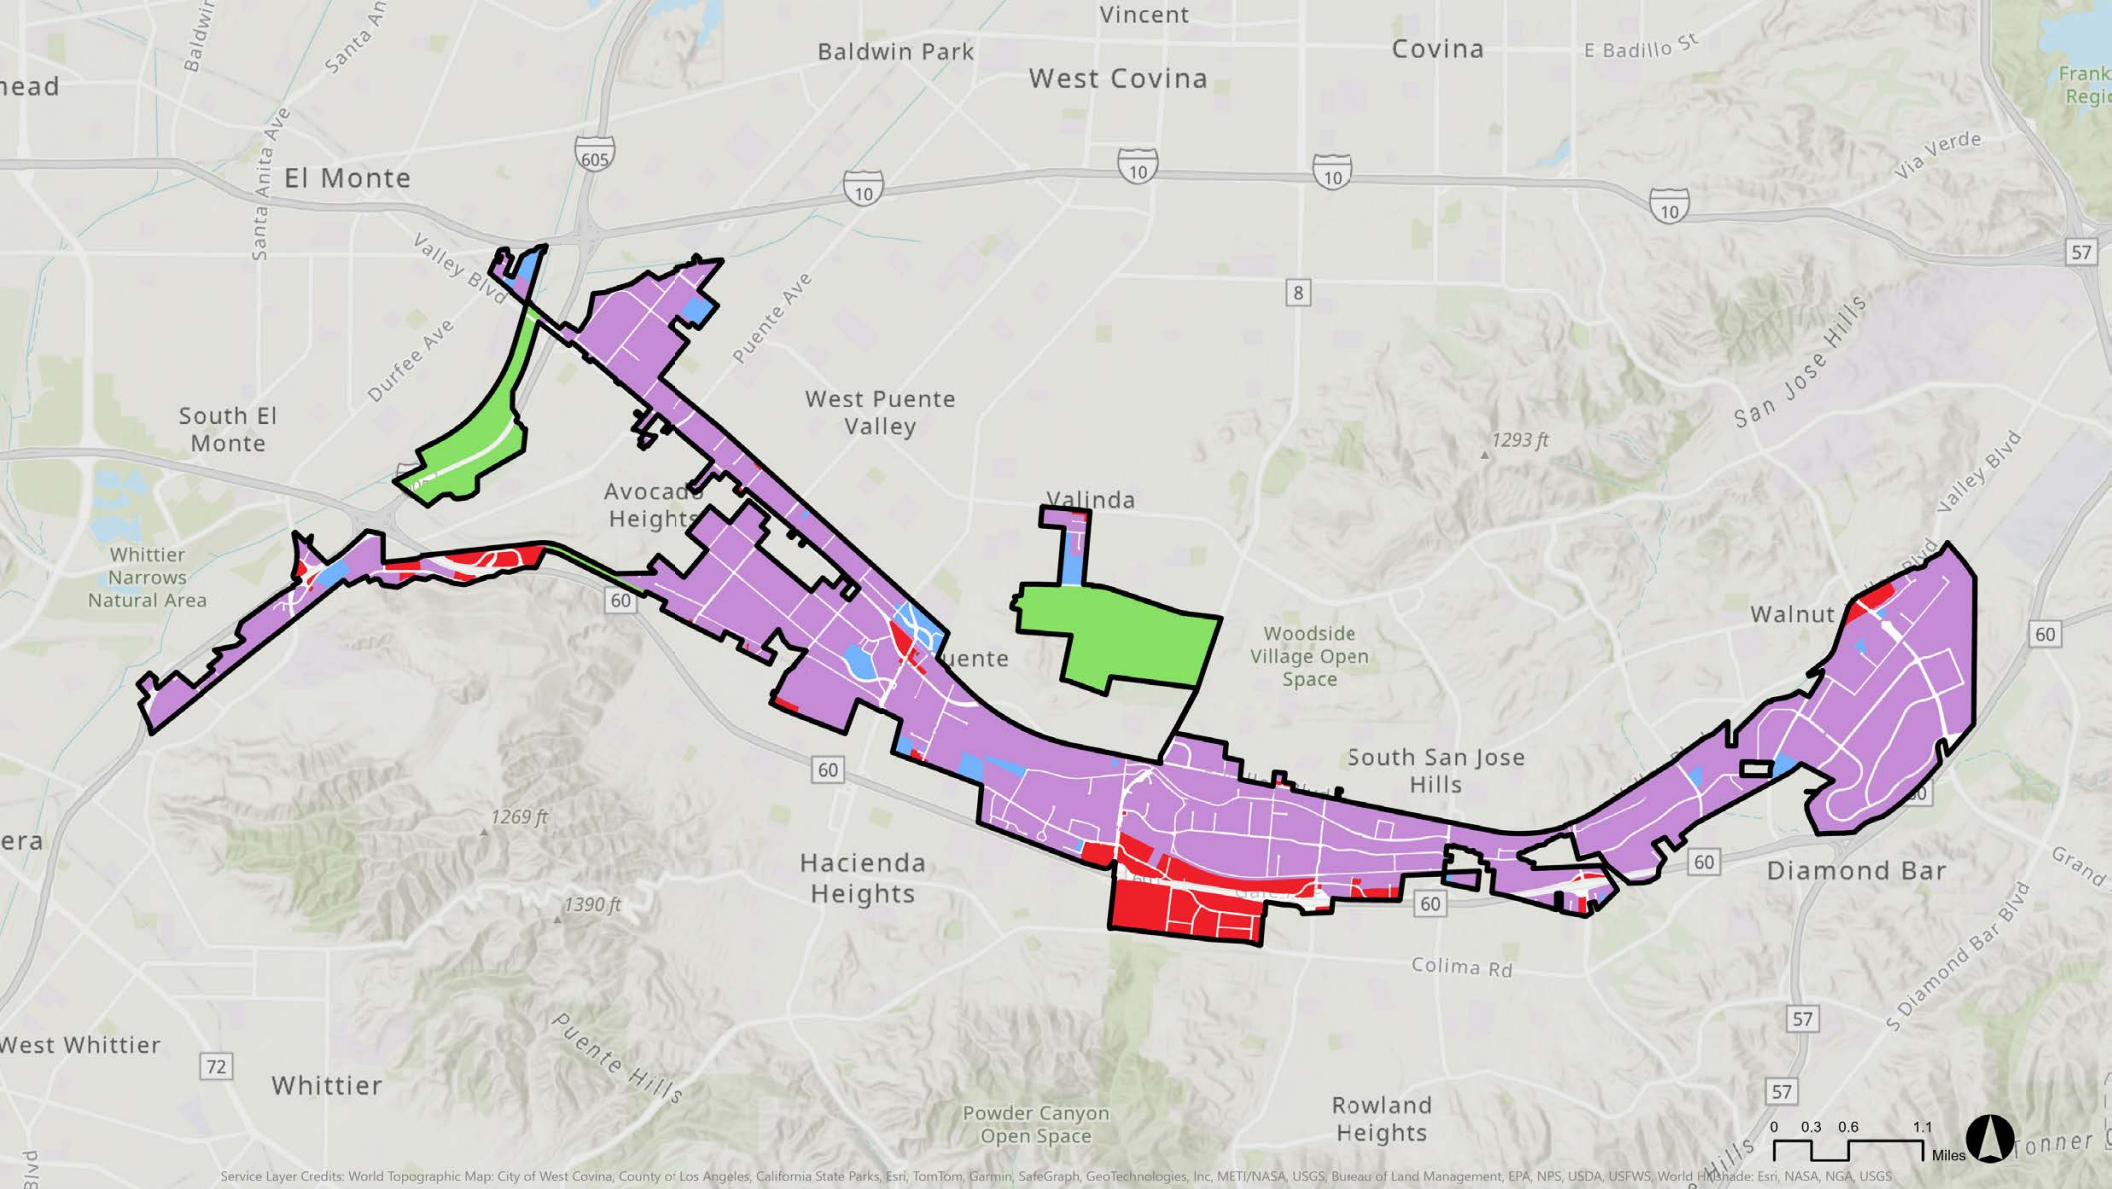 Vincent
Baldwin Park
West Covina
Covina
E Badillo St
Santa Anita Ave
El Monte
605
10
10
10
10
Via Verde
57
Valley Blvd
Durfee Ave
Puente Ave
8
San Jose Hills
South El
Monte
West Puente
Valley
1293 ft
Valley Blvd
Avocado
Heights
Valinda
Whittier
Narrows
Natural Area
60
Woodside
Village Open
Space
Walnut
60
60
South San Jose
Hills
1269 ft
Hacienda
Heights
60
60
Diamond Bar
Grand
1390 ft
Colima Rd
S Diamond Bar Blvd
57
West Whittier
72
Whittier
Puente Hills
Powder Canyon
Open Space
Rowland
Heights
57
0 0.3 0.6 1.1
Miles
Tonner
Hills
Service Layer Credits: World Topographic Map: City of West Covina, County of Los Angeles, California State Parks, Esri, TomTom, Garmin, SafeGraph, GeoTechnologies, Inc, METI/NASA, USGS, Bureau of Land Management, EPA, NPS, USDA, USFWS, World Hillshade: Esri, NASA, NGA, USGS